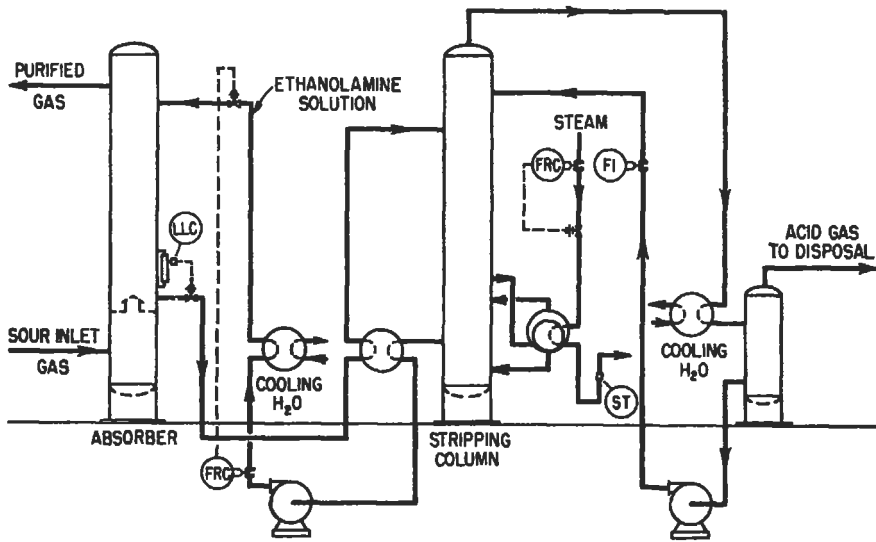 PURIFIED
GAS
ETHANOLAMINE
SOLUTION
STEAM
FRC
FI
LLC
ACID GAS
TO DISPOSAL
SOUR INLET
GAS
COOLING
H₂O
COOLING
H₂O
ST
ABSORBER
STRIPPING
COLUMN
FRC